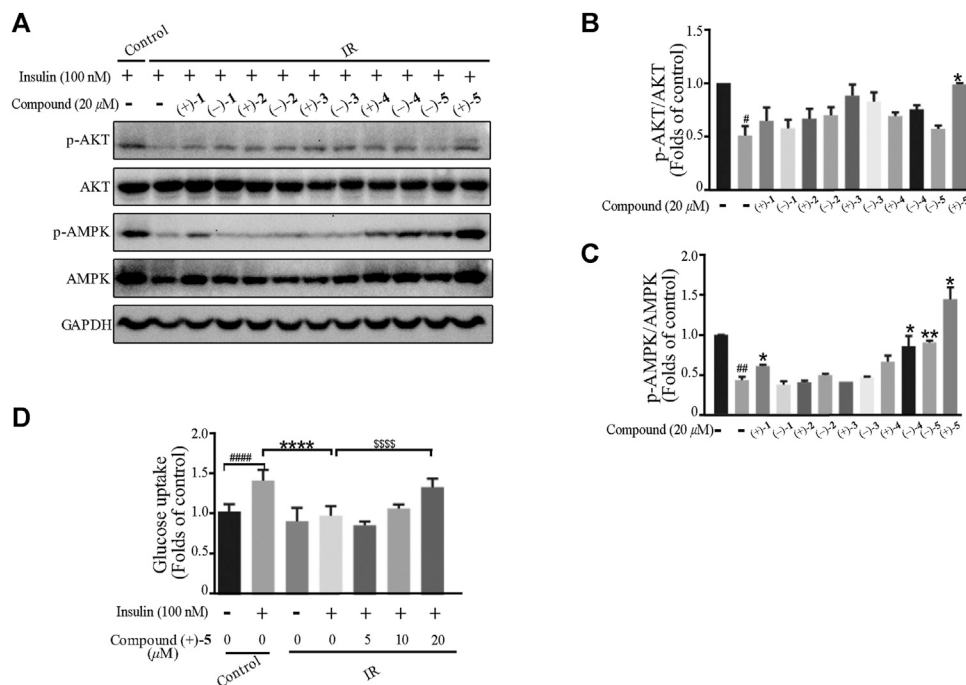 A
Control
IR
Insulin (100 nM) + + + + + + + + + + + +
Compound (20 μM) - - (+)-1 (−)-1 (+)-2 (−)-2 (+)-3 (−)-3 (+)-4 (−)-4 (−)-5 (+)-5
p-AKT
AKT
p-AMPK
AMPK
GAPDH
B
p-AKT/AKT
(Folds of control)
1.5
1.0
0.5
0.0
#
*
Compound (20 μM) - - (+)-1 (−)-1 (+)-2 (−)-2 (+)-3 (−)-3 (+)-4 (−)-4 (−)-5 (+)-5
C
p-AMPK/AMPK
(Folds of control)
2.0
1.5
1.0
0.5
0.0
##
*
*
**
*
Compound (20 μM) - - (+)-1 (−)-1 (+)-2 (−)-2 (+)-3 (−)-3 (+)-4 (−)-4 (−)-5 (+)-5
D
Glucose uptake
(Folds of control)
2.0
1.5
1.0
0.5
0.0
####
****
$$$$
Insulin (100 nM) - + - + + + +
Compound (+)-5 0 0 0 0 5 10 20
(μM)
Control
IR